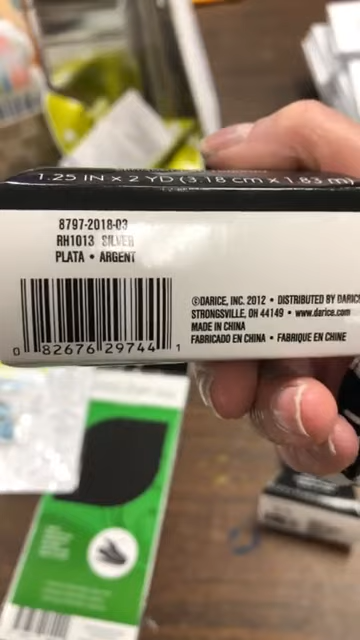 1.25 IN X 2 YD (3.18 cm x 1.83 m)
8797-2018-03
RH1013 SILVER
PLATA • ARGENT
©DARICE, INC. 2012 • DISTRIBUTED BY DARICE
STRONGSVILLE, OH 44149 • www.darice.com
MADE IN CHINA
FABRICADO EN CHINA • FABRIQUE EN CHINE
0 82676 29744 1